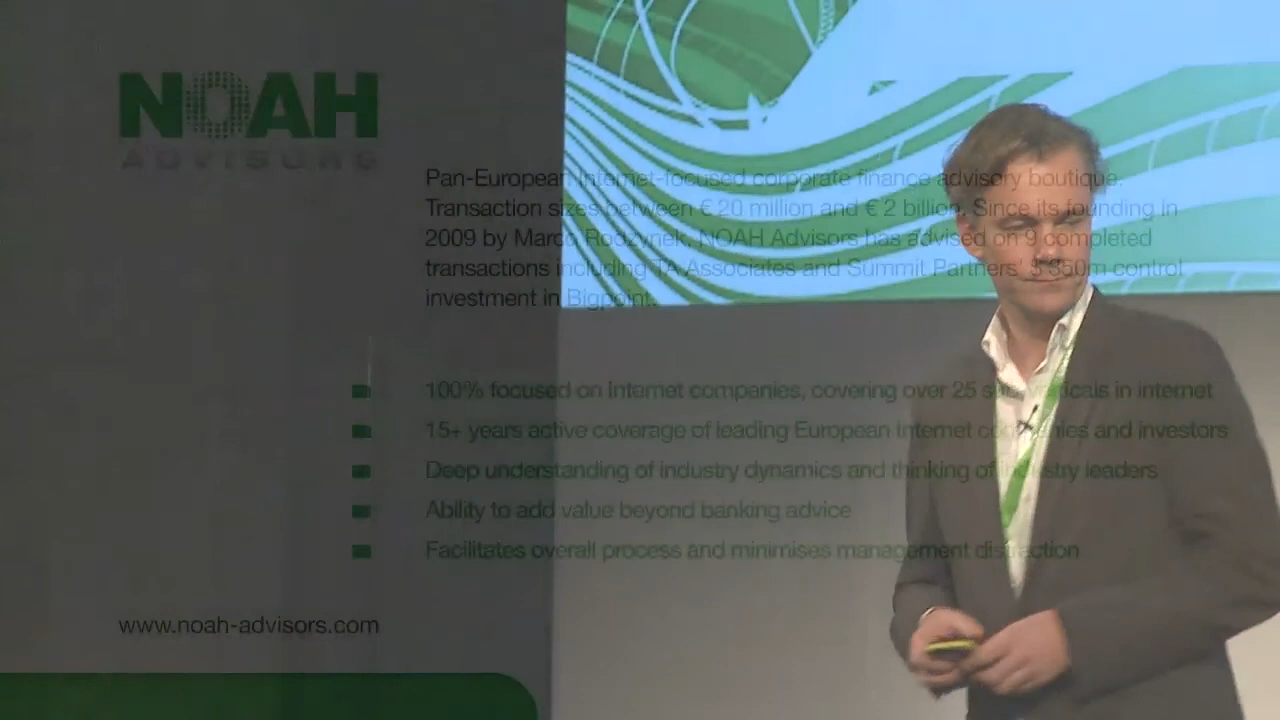 NOAH
ADVISORS
Pan-European Internet-focused corporate finance advisory boutique.
Transaction sizes between € 20 million and € 2 billion. Since its founding in
2009 by Marco Rodzynek, NOAH Advisors has advised on 9 completed
transactions including TA Associates and Summit Partners' $ 350m control
investment in Bigpoint.
100% focused on Internet companies, covering over 25 sub-verticals in internet
15+ years active coverage of leading European Internet companies and investors
Deep understanding of industry dynamics and thinking of industry leaders
Ability to add value beyond banking advice
Facilitates overall process and minimises management distraction
www.noah-advisors.com